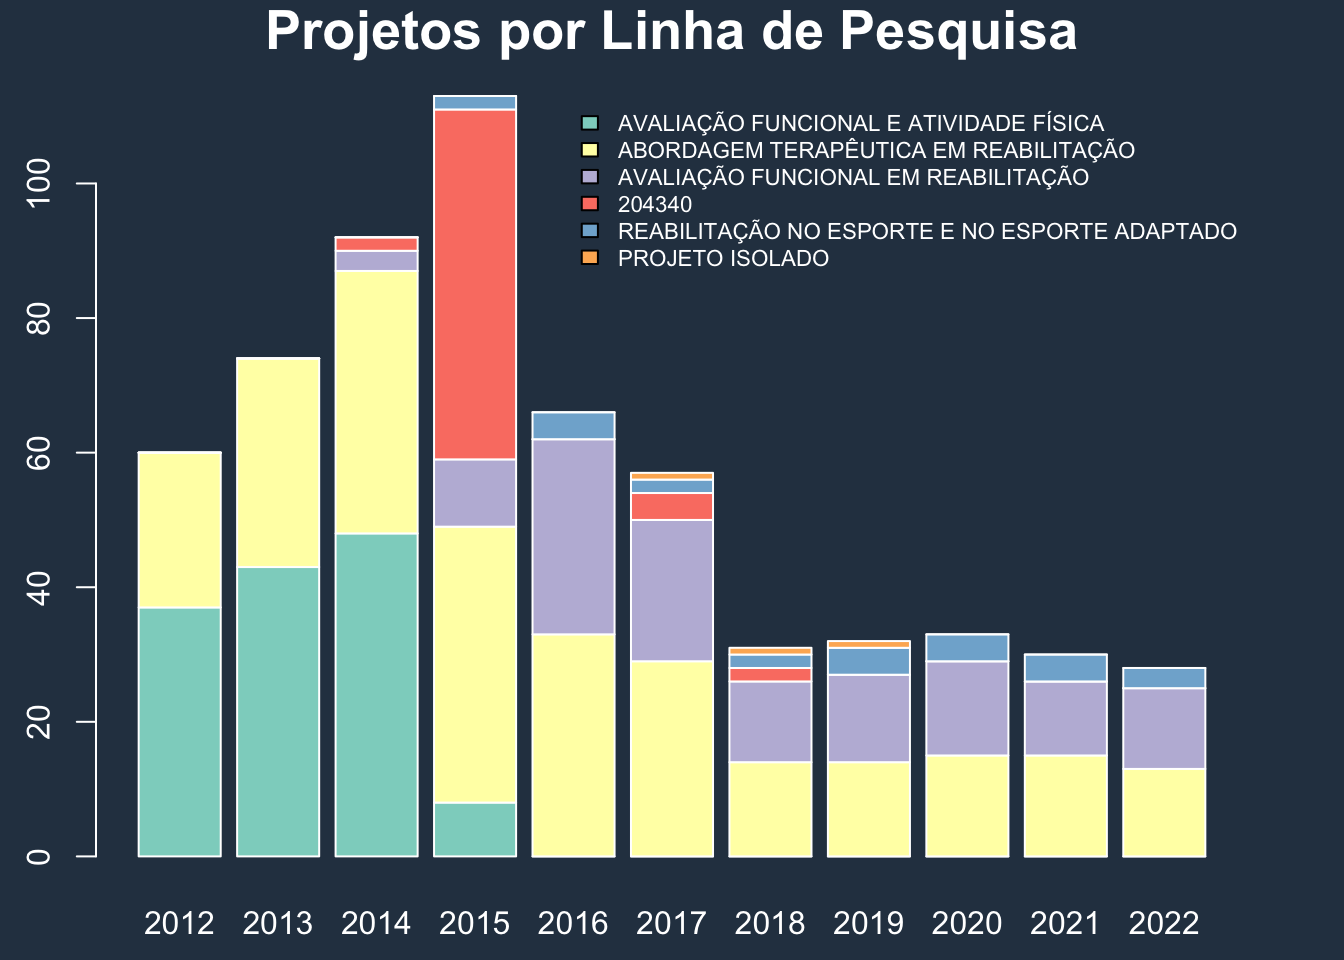 Projetos por Linha de Pesquisa
AVALIAÇÃO FUNCIONAL E ATIVIDADE FÍSICA
ABORDAGEM TERAPÊUTICA EM REABILITAÇÃO
AVALIAÇÃO FUNCIONAL EM REABILITAÇÃO
204340
REABILITAÇÃO NO ESPORTE E NO ESPORTE ADAPTADO
PROJETO ISOLADO
100
80
60
40
20
0
2012 2013 2014 2015 2016 2017 2018 2019 2020 2021 2022